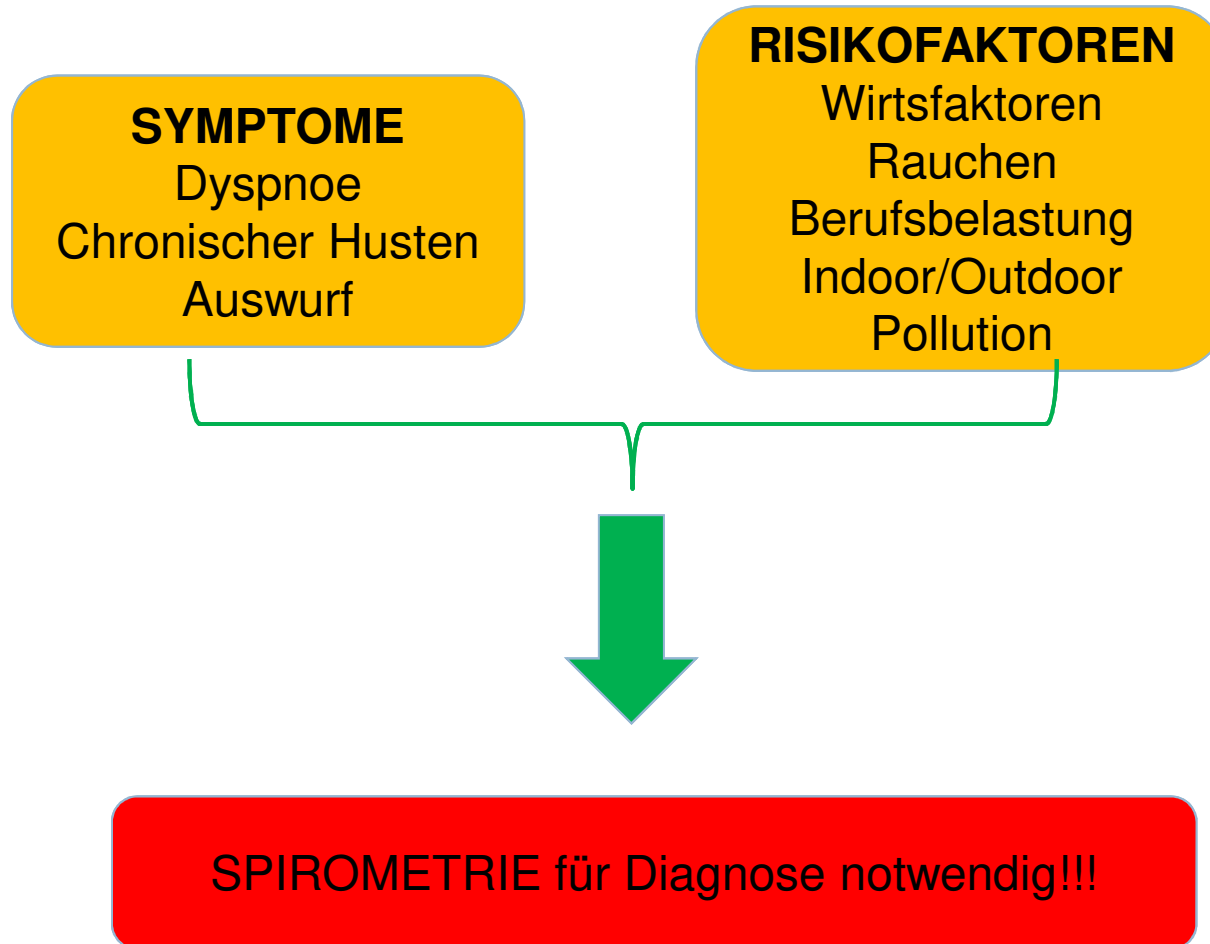 SYMPTOME
Dyspnoe
Chronischer Husten
Auswurf
RISIKOFAKTOREN
Wirtsfaktoren
Rauchen
Berufsbelastung
Indoor/Outdoor
Pollution
SPIROMETRIE für Diagnose notwendig!!!